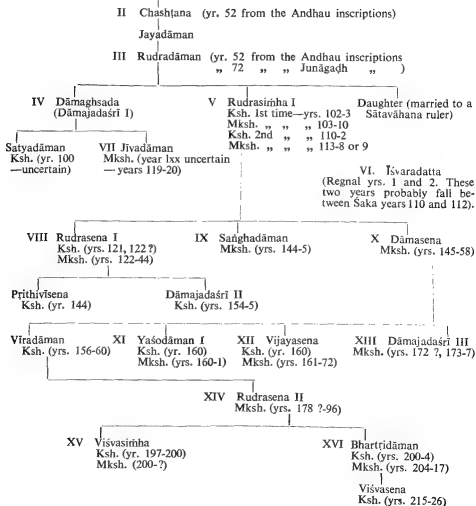 II Chashṭana (yr. 52 from the Andhau inscriptions)
Jayadāman
III Rudradāman (yr. 52 from the Andhau inscriptions
„ 72 „ „ Junāgaḍh „ )
IV Dāmaghsada
(Dāmajadaśrī I)
V Rudrasiṁha I
Ksh. 1st time—yrs. 102-3
Mksh. „ „ „ 103-10
Ksh. 2nd „ „ 110-2
Mksh. „ „ „ 113-8 or 9
Daughter (married to a
Sātavāhana ruler)
Satyadāman
Ksh. (yr. 100
—uncertain)
VII Jīvadāman
Mksh. (year lxx uncertain
—years 119-20)
VI. Īśvaradatta
(Regnal yrs. 1 and 2. These
two years probably fall be-
tween Śaka years 110 and 112).
VIII Rudrasena I
Ksh. (yrs. 121, 122 ?)
Mksh. (yrs. 122-44)
IX Saṅghadāman
Mksh. (yrs. 144-5)
X Dāmasena
Mksh. (yrs. 145-58)
Pṛithivīsena
Ksh. (yr. 144)
Dāmajadaśrī II
Ksh. (yrs. 154-5)
Vīradāman
Ksh. (yrs. 156-60)
XI Yaśodāman I
Ksh. (yr. 160)
Mksh. (yrs. 160-1)
XII Vijayasena
Ksh. (yr. 160)
Mksh. (yrs. 161-72)
XIII Dāmajadaśrī III
Mksh. (yrs. 172 ?, 173-7)
XIV Rudrasena II
Mksh. (yrs. 178 ?-96)
XV Viśvasiṁha
Ksh. (yr. 197-200)
Mksh. (200-?)
XVI Bhartṛidāman
Ksh. (yrs. 200-4)
Mksh. (yrs. 204-17)
Viśvasena
Ksh. (yrs. 215-26)